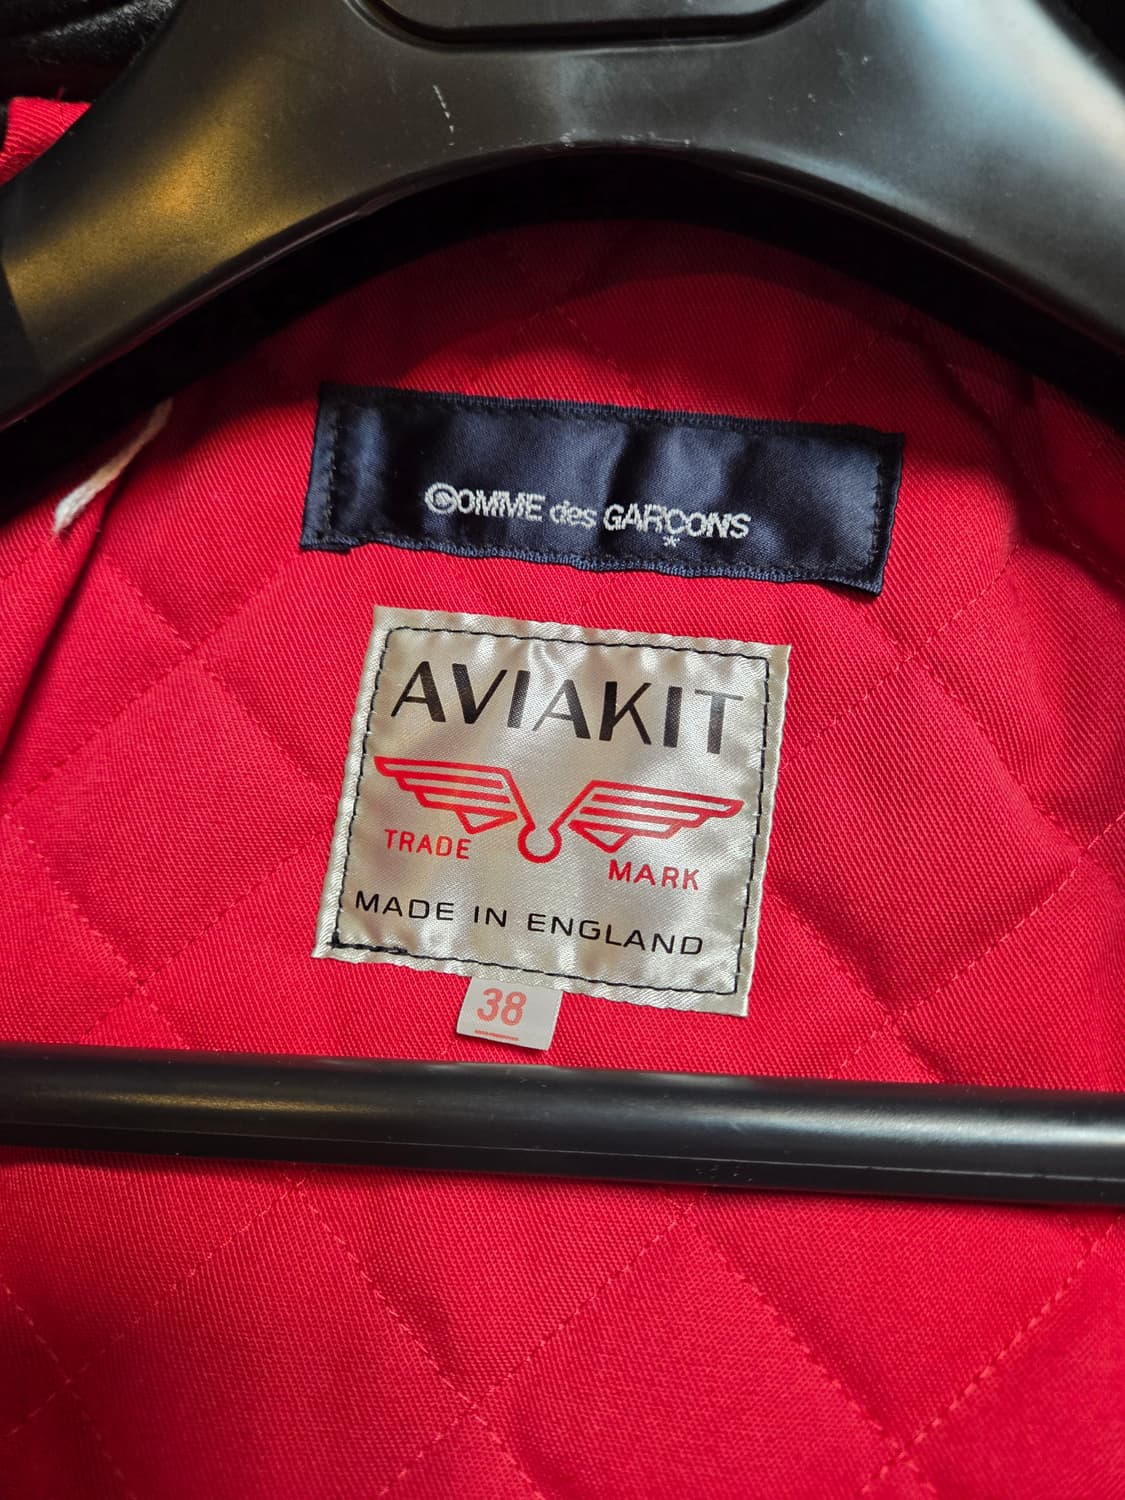 COMME des GARÇONS
*
AVIAKIT
TRADE MARK
MADE IN ENGLAND
38